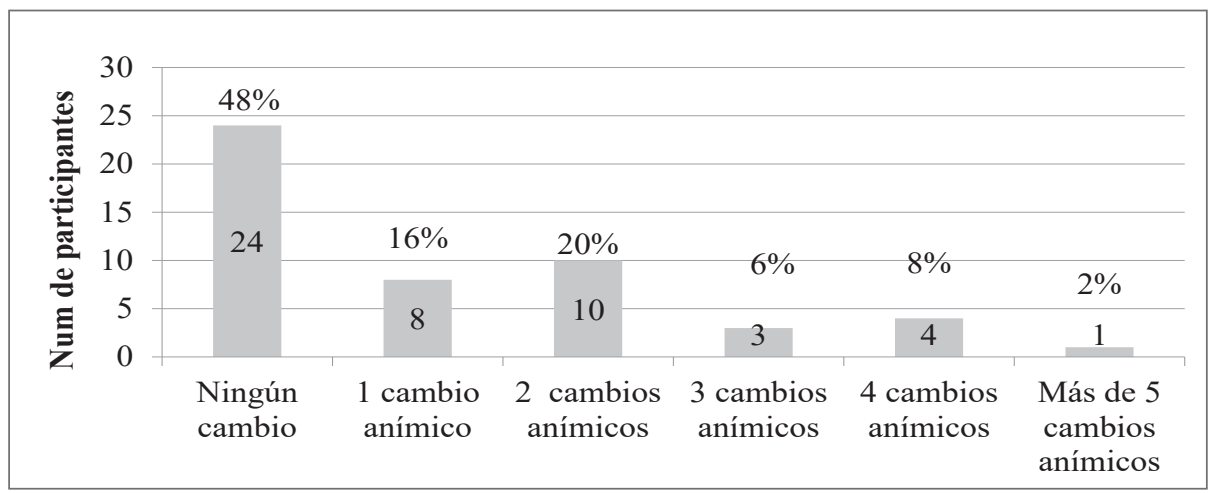 Num de participantes
30
25
20
15
10
5
0
48%
16%
20%
6%
8%
2%
24
8
10
3
4
1
Ningún cambio
1 cambio anímico
2 cambios anímicos
3 cambios anímicos
4 cambios anímicos
Más de 5 cambios anímicos